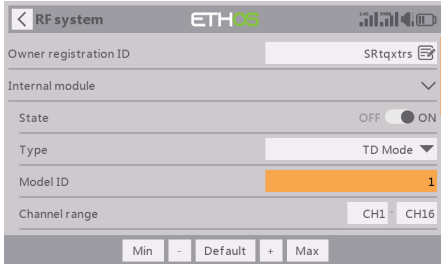 RF system ETHOS
Owner registration ID SRtqxtrs
Internal module
State OFF ON
Type TD Mode
Model ID 1
Channel range CH1 - CH16
Min - Default + Max